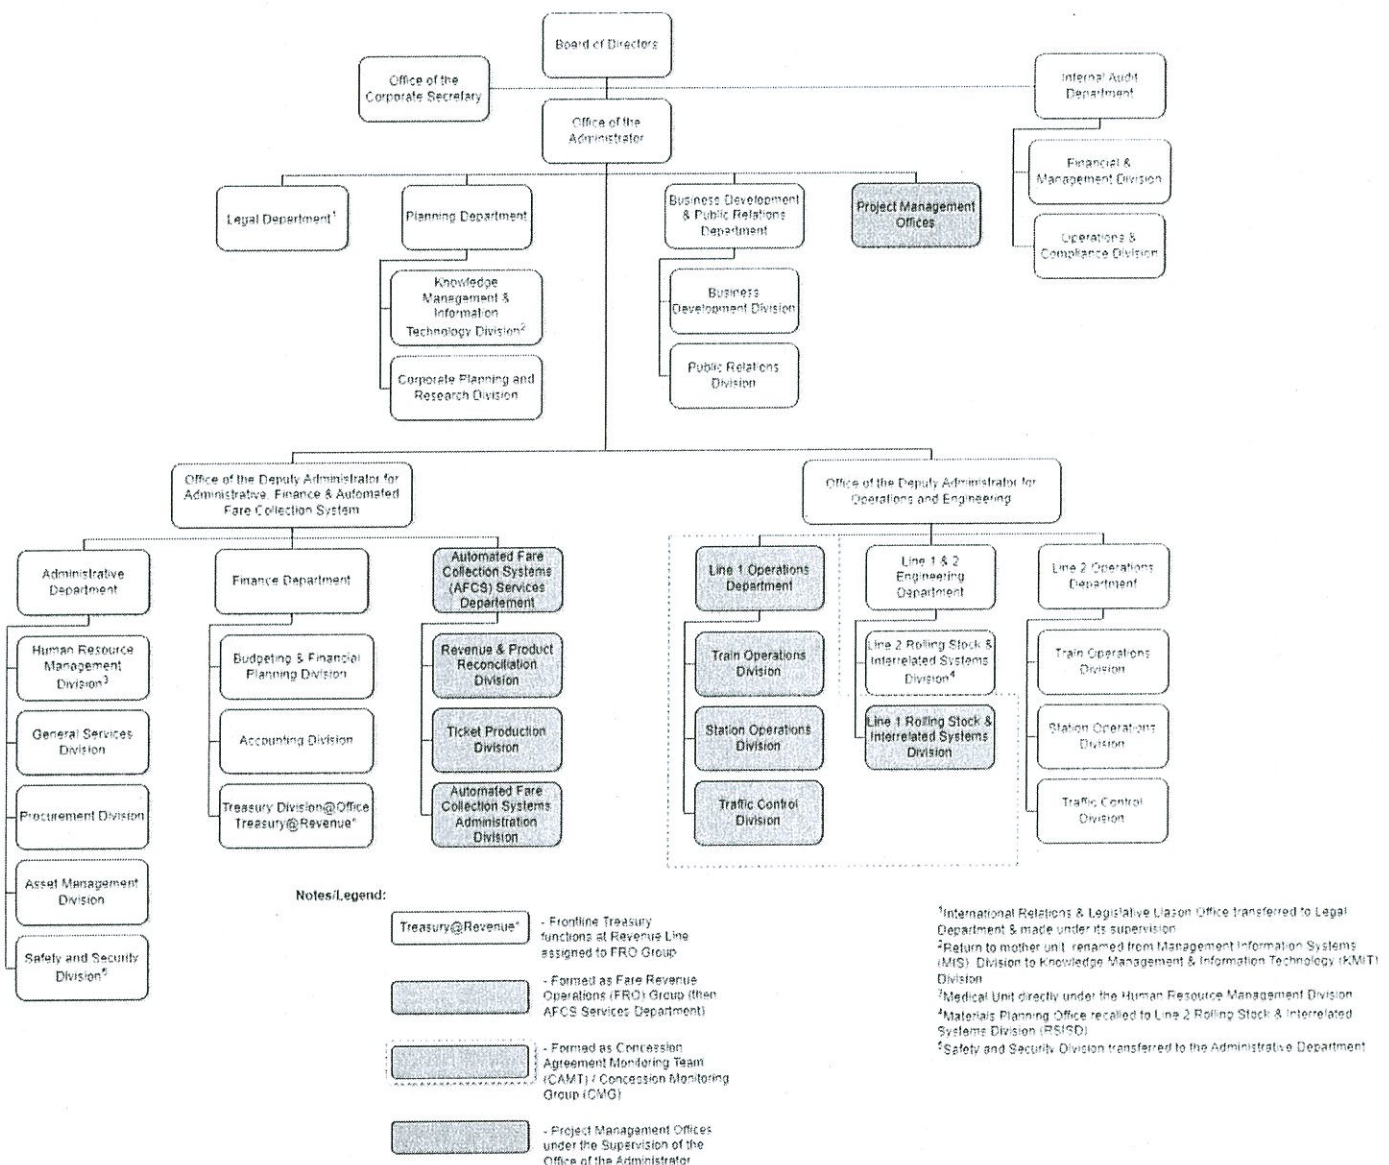 Board of Directors
Office of the
Corporate Secretary
Internal Audit
Department
Office of the
Administrator
Financial &
Management Division
Operations &
Compliance Division
Legal Department¹
Planning Department
Business Development
& Public Relations
Department
Project Management
Offices
Knowledge
Management &
Information
Technology Division²
Corporate Planning and
Research Division
Business
Development Division
Public Relations
Division
Office of the Deputy Administrator for
Administrative, Finance & Automated
Fare Collection System
Office of the Deputy Administrator for
Operations and Engineering
Administrative
Department
Human Resource
Management
Division³
General Services
Division
Procurement Division
Asset Management
Division
Safety and Security
Division⁵
Finance Department
Budgeting & Financial
Planning Division
Accounting Division
Treasury Division@Office
Treasury@Revenue*
Automated Fare
Collection Systems
(AFCS) Services
Departement
Revenue & Product
Reconciliation
Division
Ticket Production
Division
Automated Fare
Collection Systems
Administration
Division
Line 1 Operations
Department
Train Operations
Division
Station Operations
Division
Traffic Control
Division
Line 1 & 2
Engineering
Department
Line 2 Rolling Stock &
Interrelated Systems
Division⁴
Line 1 Rolling Stock &
Interrelated Systems
Division
Line 2 Operations
Department
Train Operations
Division
Station Operations
Division
Traffic Control
Division
Notes/Legend:
Treasury@Revenue*
- Frontline Treasury
functions at Revenue Line
assigned to FRO Group
- Formed as Fare Revenue
Operations (FRO) Group (then
AFCS Services Department)
- Formed as Concession
Agreement Monitoring Team
(CAMT) / Concession Monitoring
Group (CMG)
- Project Management Offices
under the Supervision of the
Office of the Administrator
¹International Relations & Legislative Liason Office transferred to Legal
Department & made under its supervision
²Return to mother unit, renamed from Management Information Systems
(MIS) Division to Knowledge Management & Information Technology (KMIT)
Division
³Medical Unit directly under the Human Resource Management Division
⁴Materials Planning Office recalled to Line 2 Rolling Stock & Interrelated
Systems Division (RSISD)
⁵Safety and Security Division transferred to the Administrative Department